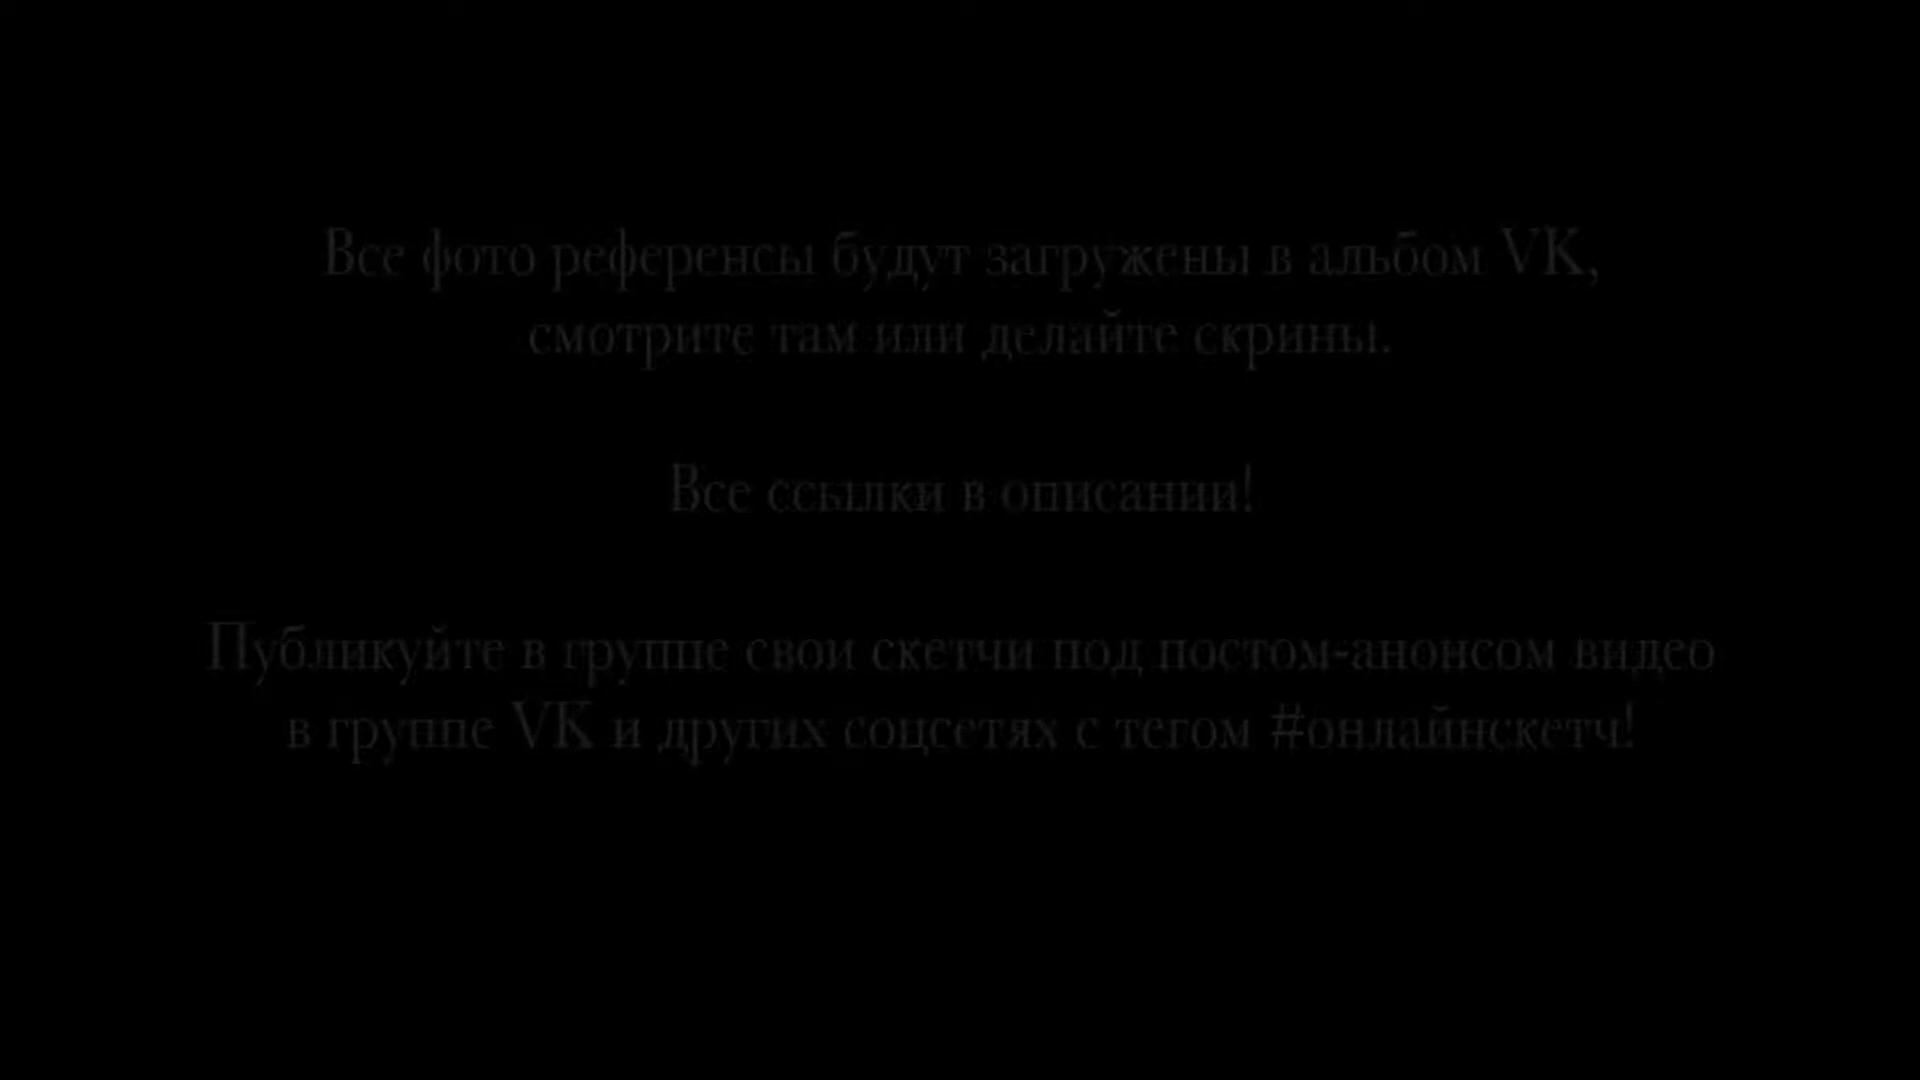 Все фото референсы будут загружены в альбом VK,
смотрите там или делайте скрины.
Все ссылки в описании!
Публикуйте в группе свои скетчи под постом-анонсом видео
в группе VK и других соцсетях с тегом #онлайнскетч!